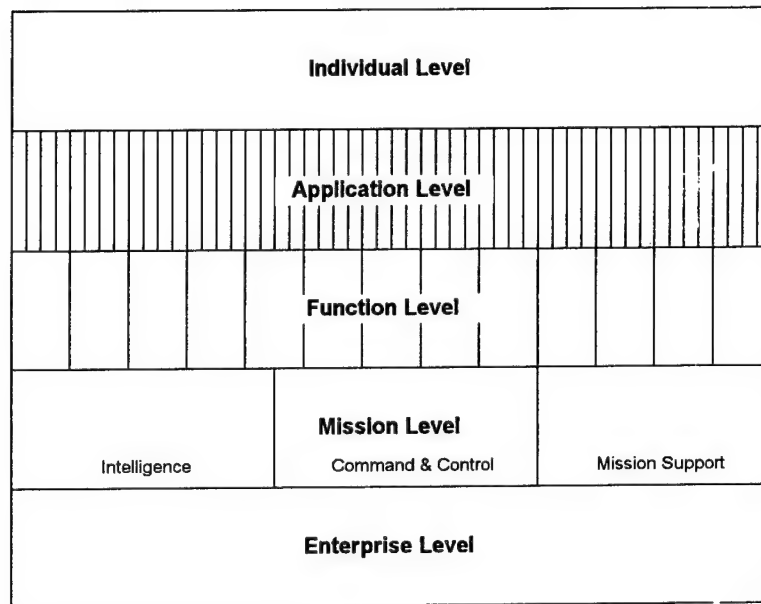 Individual Level
Application Level
Function Level
Mission Level
Intelligence
Command & Control
Mission Support
Enterprise Level